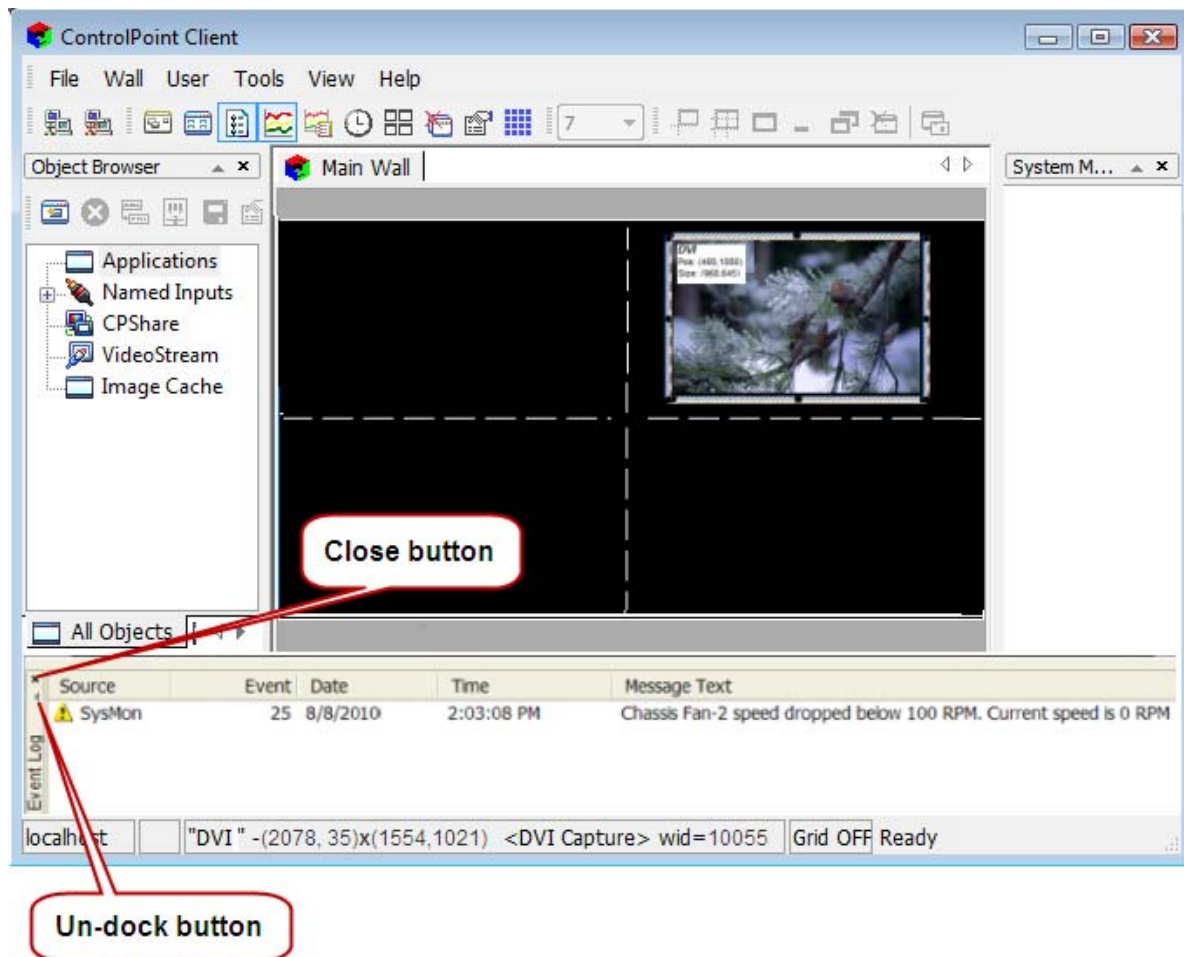 ControlPoint Client
File Wall User Tools View Help
7
Object Browser
Main Wall
System M...
Applications
Named Inputs
CPShare
VideoStream
Image Cache
DVI
Close button
All Objects
Source Event Date Time Message Text
SysMon 25 8/8/2010 2:03:08 PM Chassis Fan-2 speed dropped below 100 RPM. Current speed is 0 RPM
Event Log
localhost "DVI" -(2078, 35)x(1554,1021) <DVI Capture> wid=10055 Grid OFF Ready
Un-dock button